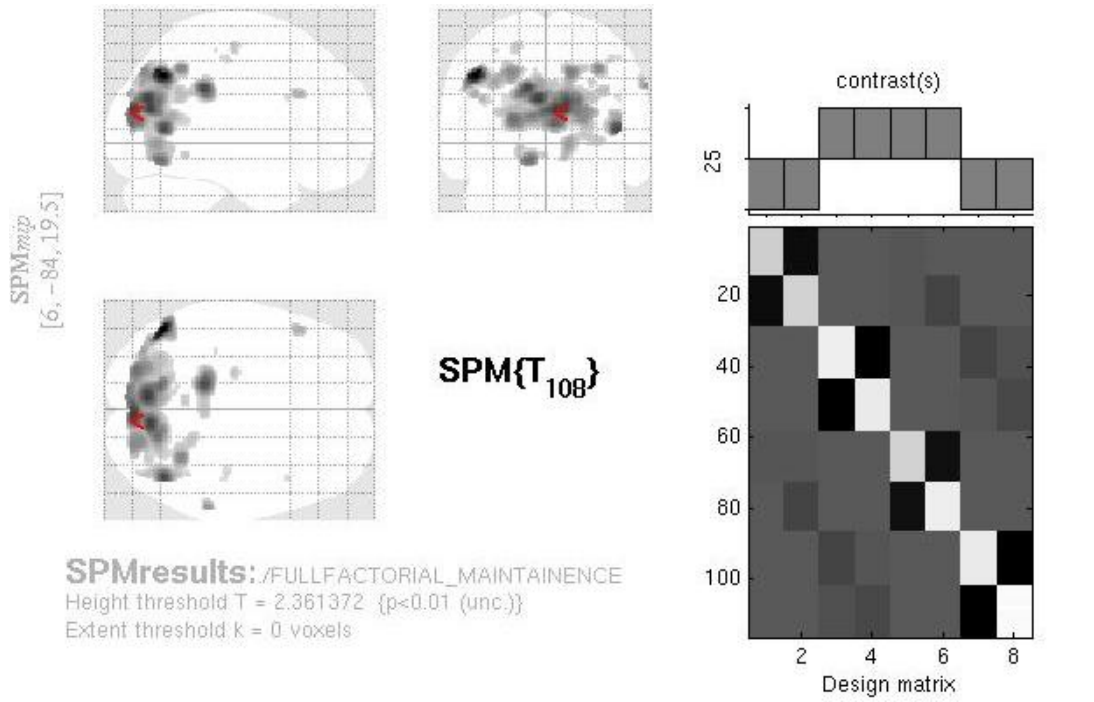 SPMmip
[6, -84, 19.5]
SPM{T108}
SPMresults: ./FULLFACTORIAL_MAINTAINENCE
Height threshold T = 2.361372 {p<0.01 (unc.)}
Extent threshold k = 0 voxels
contrast(s)
25
20
40
60
80
100
2 4 6 8
Design matrix